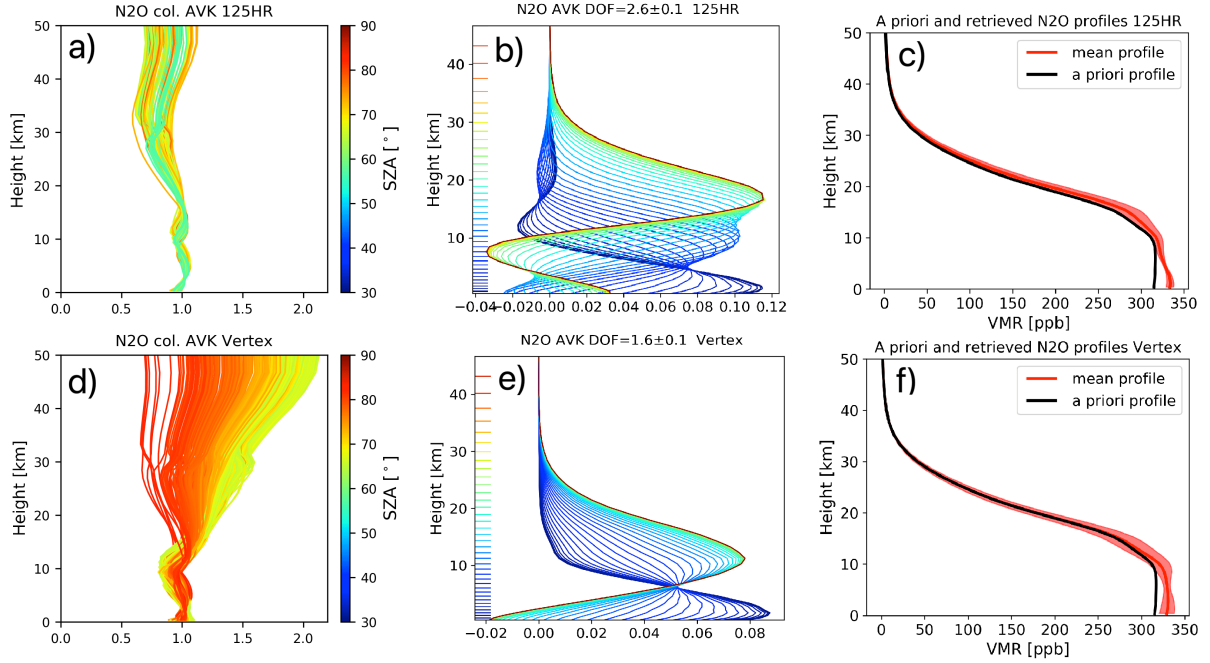 N2O col. AVK 125HR
a)
Height [km]
50
40
30
20
10
0
0.0 0.5 1.0 1.5 2.0
90
80
70
60
50
40
30
SZA [ ° ]
N2O AVK DOF=2.6±0.1 125HR
b)
Height [km]
40
30
20
10
−0.04 −0.02 0.00 0.02 0.04 0.06 0.08 0.10 0.12
A priori and retrieved N2O profiles 125HR
c)
mean profile
a priori profile
Height [km]
50
40
30
20
10
0
0 50 100 150 200 250 300 350
VMR [ppb]
N2O col. AVK Vertex
d)
Height [km]
50
40
30
20
10
0
0.0 0.5 1.0 1.5 2.0
90
80
70
60
50
40
30
SZA [ ° ]
N2O AVK DOF=1.6±0.1 Vertex
e)
Height [km]
40
30
20
10
−0.02 0.00 0.02 0.04 0.06 0.08
A priori and retrieved N2O profiles Vertex
f)
mean profile
a priori profile
Height [km]
50
40
30
20
10
0
0 50 100 150 200 250 300 350
VMR [ppb]